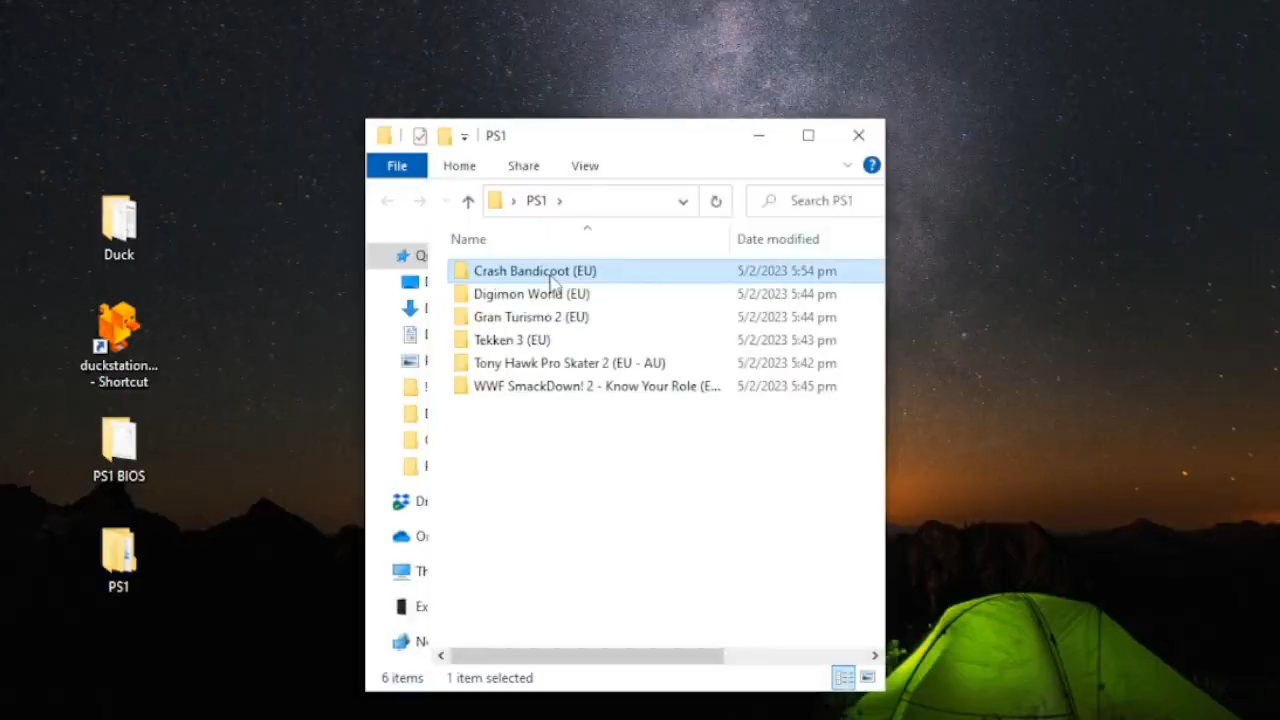 PS1
File Home Share View
PS1
Search PS1
Name Date modified
Crash Bandicoot (EU) 5/2/2023 5:54 pm
Digimon World (EU) 5/2/2023 5:44 pm
Gran Turismo 2 (EU) 5/2/2023 5:44 pm
Tekken 3 (EU) 5/2/2023 5:43 pm
Tony Hawk Pro Skater 2 (EU - AU) 5/2/2023 5:42 pm
WWF SmackDown! 2 - Know Your Role (E... 5/2/2023 5:45 pm
6 items 1 item selected
Duck
duckstation...
- Shortcut
PS1 BIOS
PS1